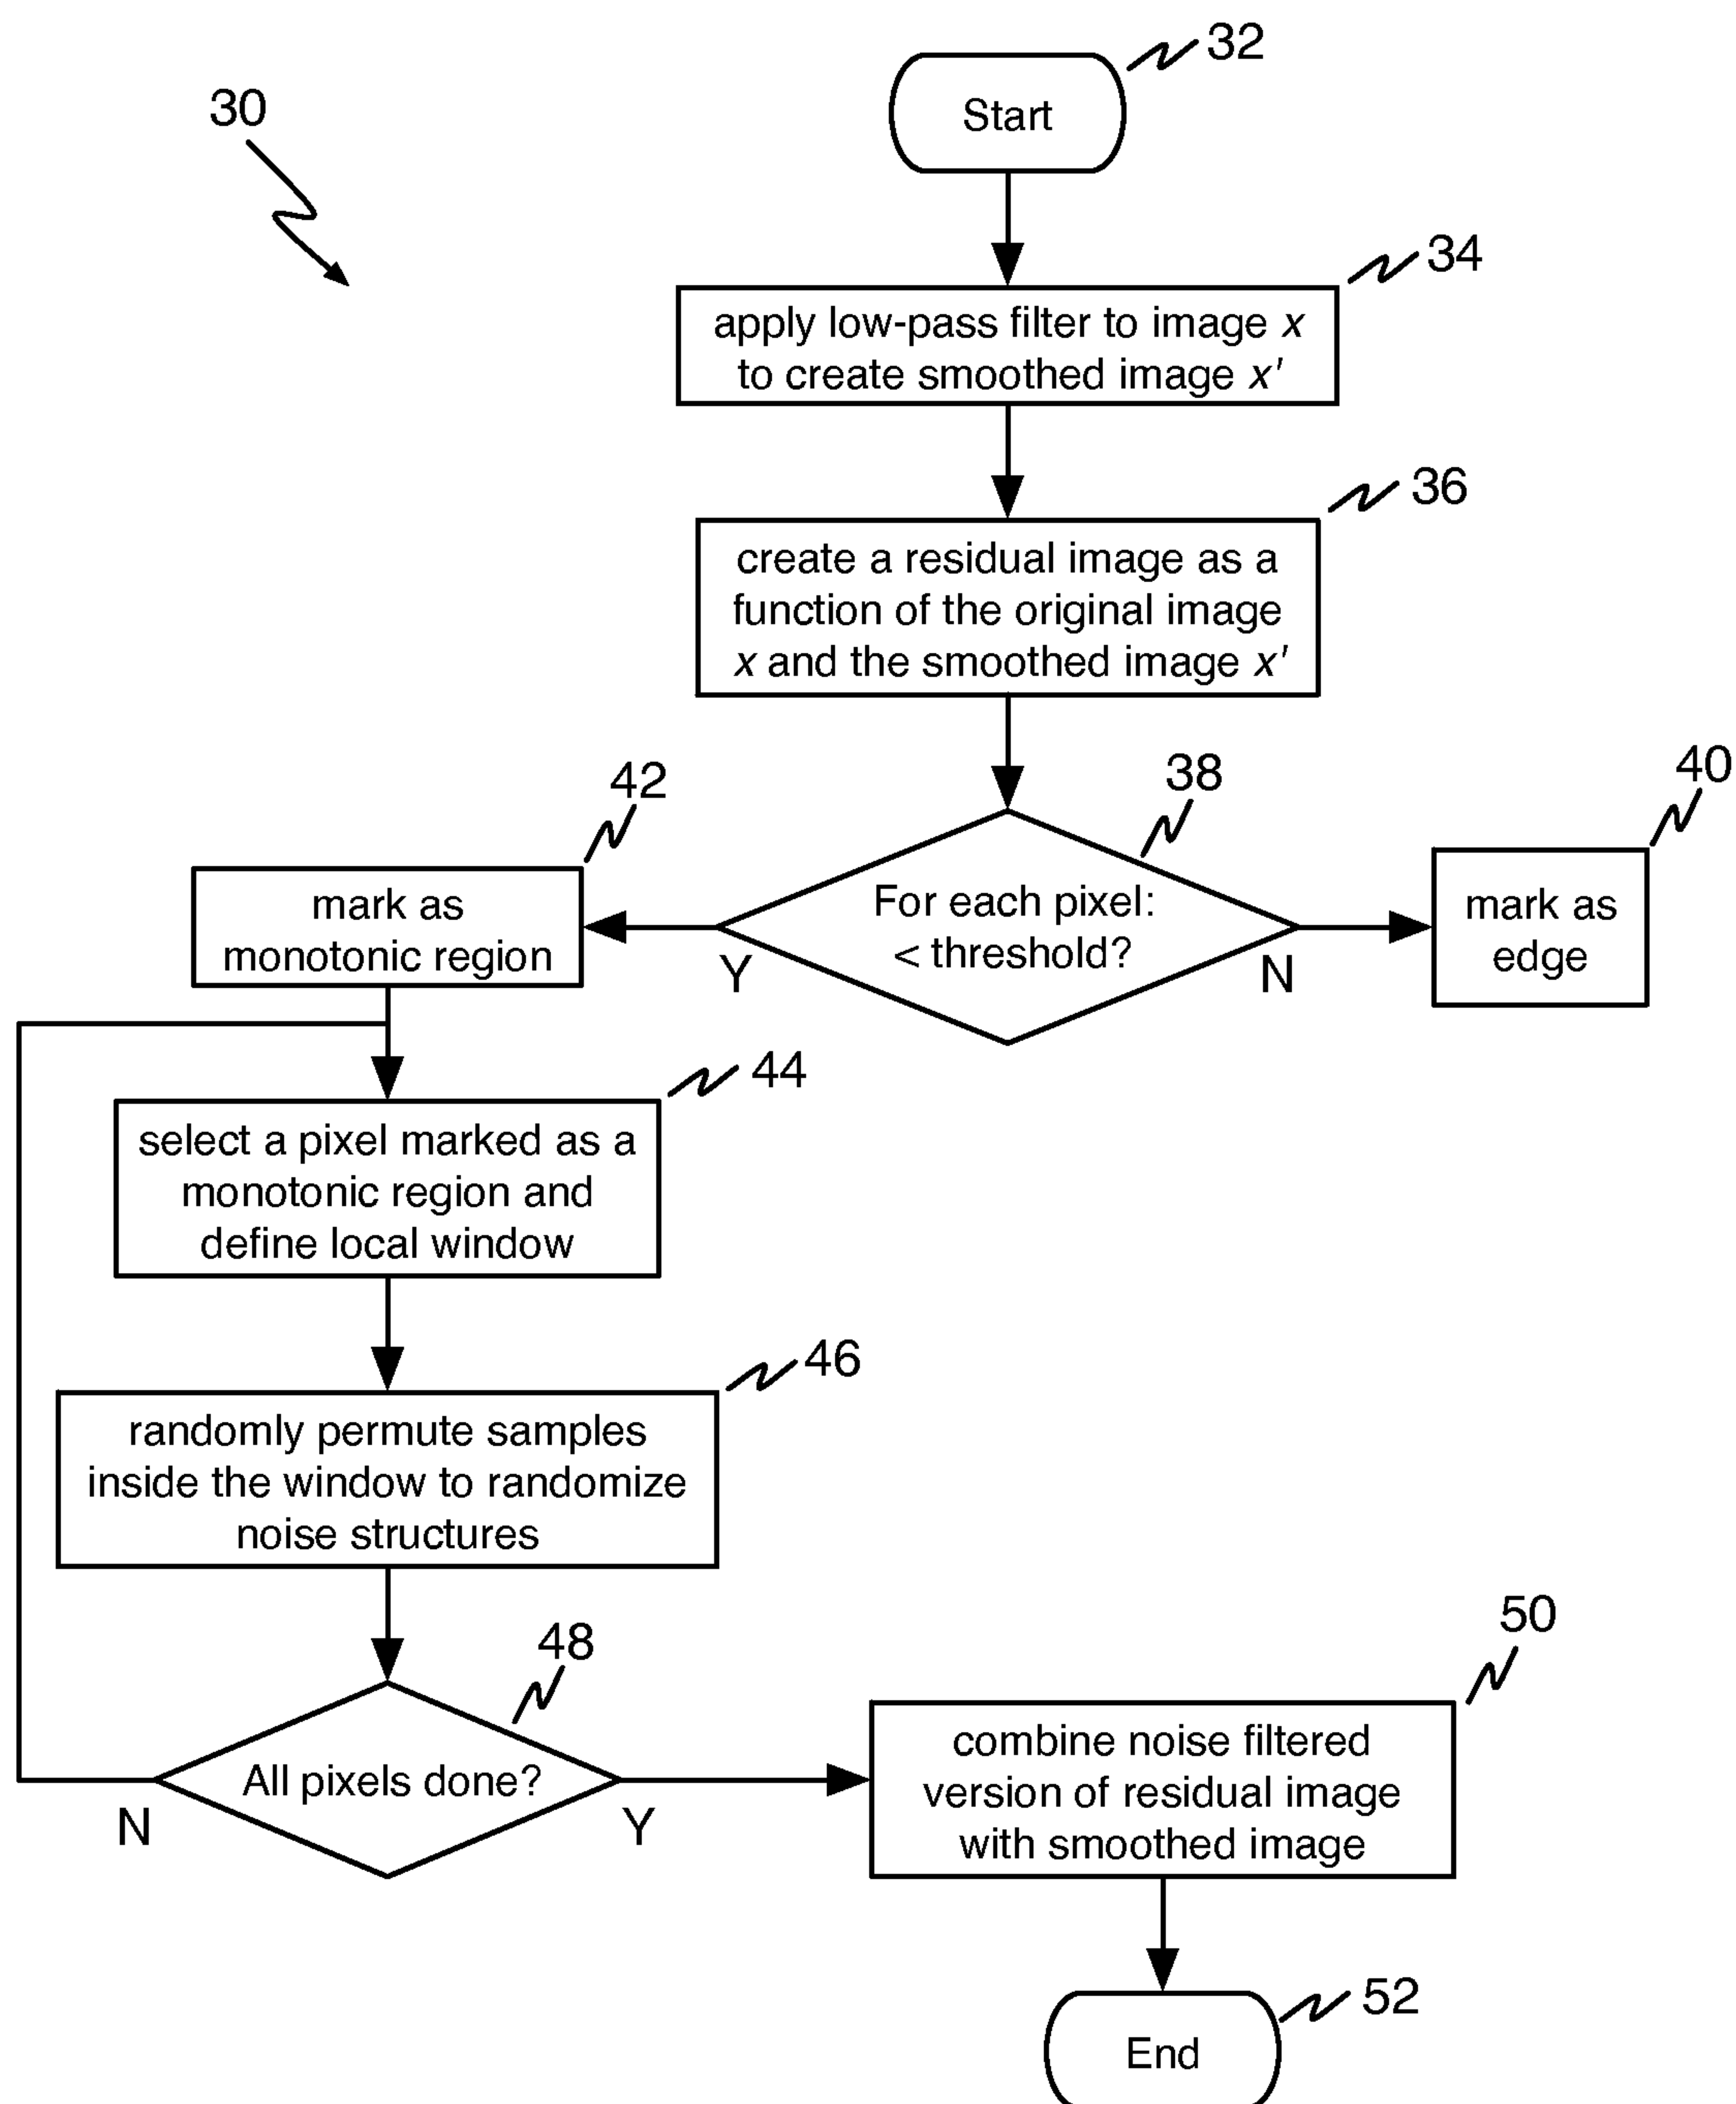 30
32
Start
34
apply low-pass filter to image x
to create smoothed image x'
36
create a residual image as a
function of the original image
x and the smoothed image x'
38
For each pixel:
< threshold?
Y
N
40
mark as
edge
42
mark as
monotonic region
44
select a pixel marked as a
monotonic region and
define local window
46
randomly permute samples
inside the window to randomize
noise structures
48
All pixels done?
N
Y
50
combine noise filtered
version of residual image
with smoothed image
52
End